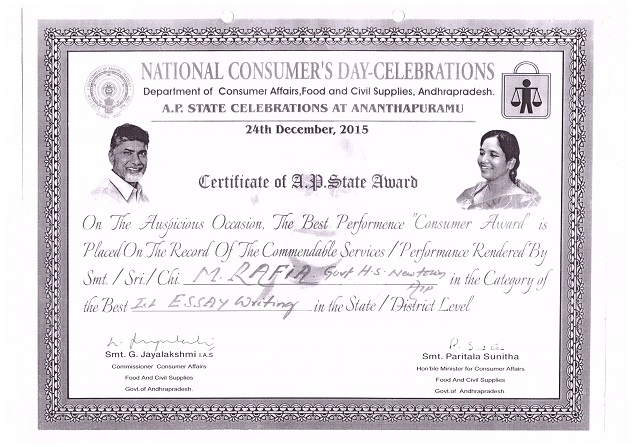 NATIONAL CONSUMER'S DAY-CELEBRATIONS
Department of Consumer Affairs,Food and Civil Supplies, Andhrapradesh.
A.P. STATE CELEBRATIONS AT ANANTHAPURAMU
24th December, 2015
Certificate of A.P.State Award
On The Auspicious Occasion, The Best Performence "Consumer Award" is
Placed On The Record Of The Commendable Services / Performance Rendered By
Smt. / Sri./ Chi. M. RAFIA Govt H.S. Newtown ATP in the Category of
the Best Ist ESSAY Writing in the State / District Level
Smt. G. Jayalakshmi I.A.S
Commissioner Consumer Affairs
Food And Civil Supplies
Govt.of Andhrapradesh.
Smt. Paritala Sunitha
Hon'ble Minister for Consumer Affairs
Food And Civil Supplies
Govt.of Andhrapradesh.